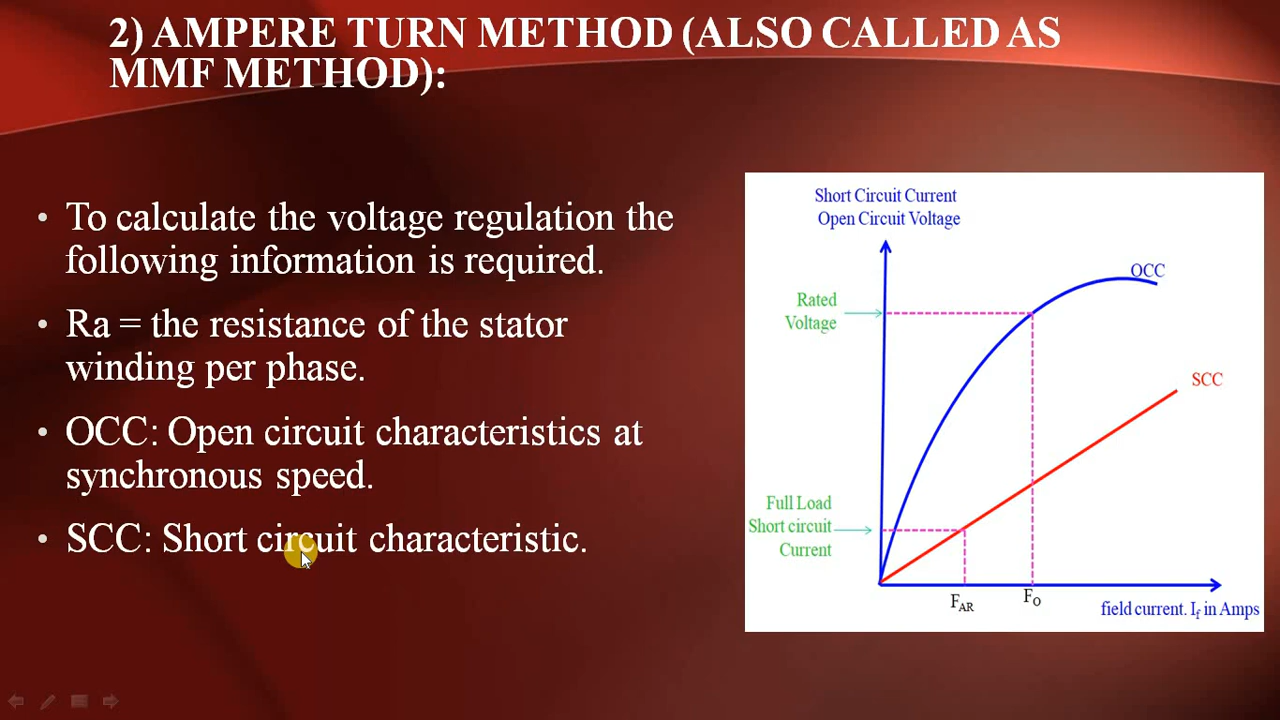 2) AMPERE TURN METHOD (ALSO CALLED AS
MMF METHOD):
• To calculate the voltage regulation the
following information is required.
• Ra = the resistance of the stator
winding per phase.
• OCC: Open circuit characteristics at
synchronous speed.
• SCC: Short circuit characteristic.
Short Circuit Current
Open Circuit Voltage
OCC
Rated
Voltage
SCC
Full Load
Short circuit
Current
FAR
FO
field current. If in Amps